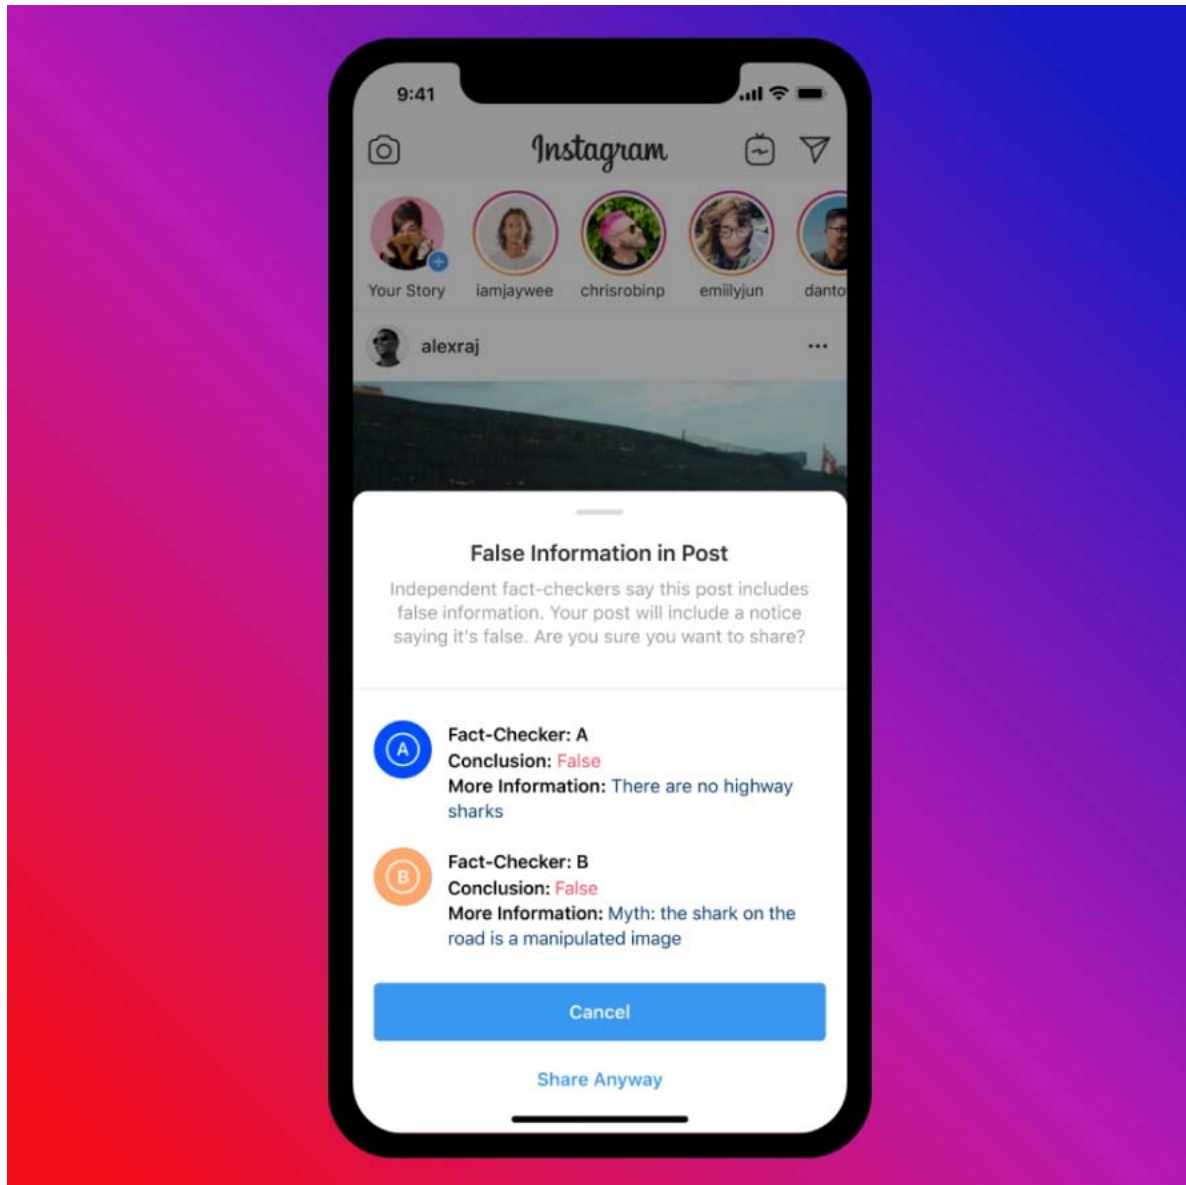 9:41
Instagram
Your Story iamjaywee chrisrobinp emiilyjun danto
alexraj
False Information in Post
Independent fact-checkers say this post includes
false information. Your post will include a notice
saying it's false. Are you sure you want to share?
A
Fact-Checker: A
Conclusion: False
More Information: There are no highway
sharks
B
Fact-Checker: B
Conclusion: False
More Information: Myth: the shark on the
road is a manipulated image
Cancel
Share Anyway